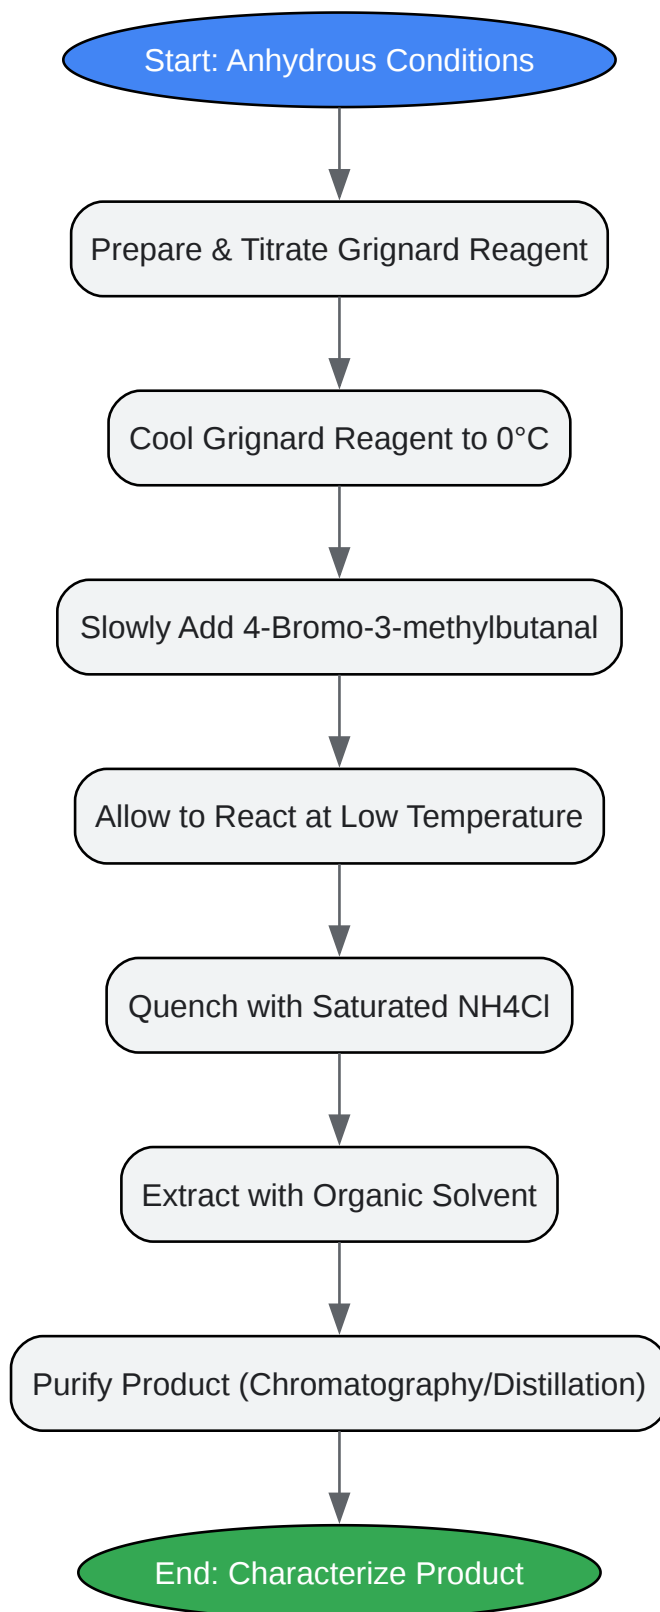 Start: Anhydrous Conditions
Prepare & Titrate Grignard Reagent
Cool Grignard Reagent to 0°C
Slowly Add 4-Bromo-3-methylbutanal
Allow to React at Low Temperature
Quench with Saturated NH4Cl
Extract with Organic Solvent
Purify Product (Chromatography/Distillation)
End: Characterize Product